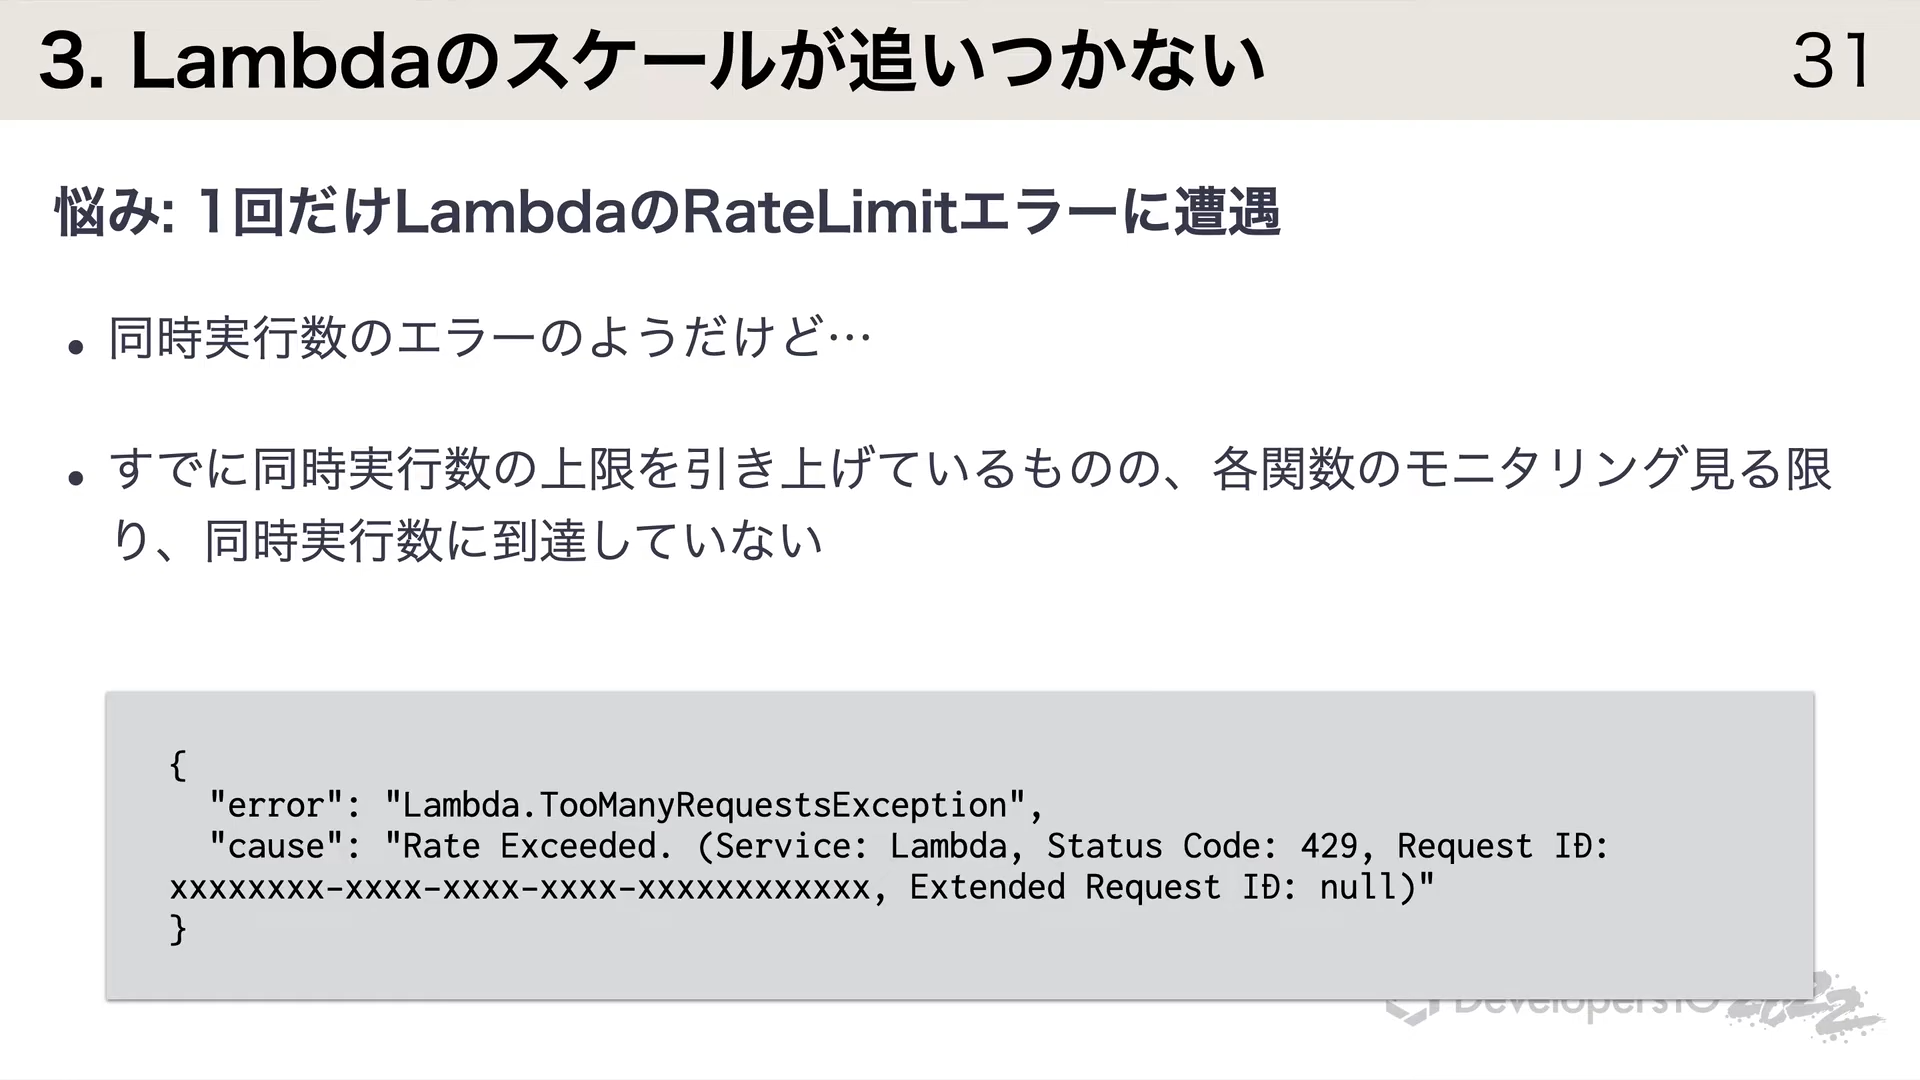 3. Lambdaのスケールが追いつかない
31
悩み: 1回だけLambdaのRateLimitエラーに遭遇
• 同時実行数のエラーのようだけど…
• すでに同時実行数の上限を引き上げているものの、各関数のモニタリング見る限
り、同時実行数に到達していない
{
  "error": "Lambda.TooManyRequestsException",
  "cause": "Rate Exceeded. (Service: Lambda, Status Code: 429, Request ID:
xxxxxxxx-xxxx-xxxx-xxxx-xxxxxxxxxxxx, Extended Request ID: null)"
}
DevelopersIO 2022